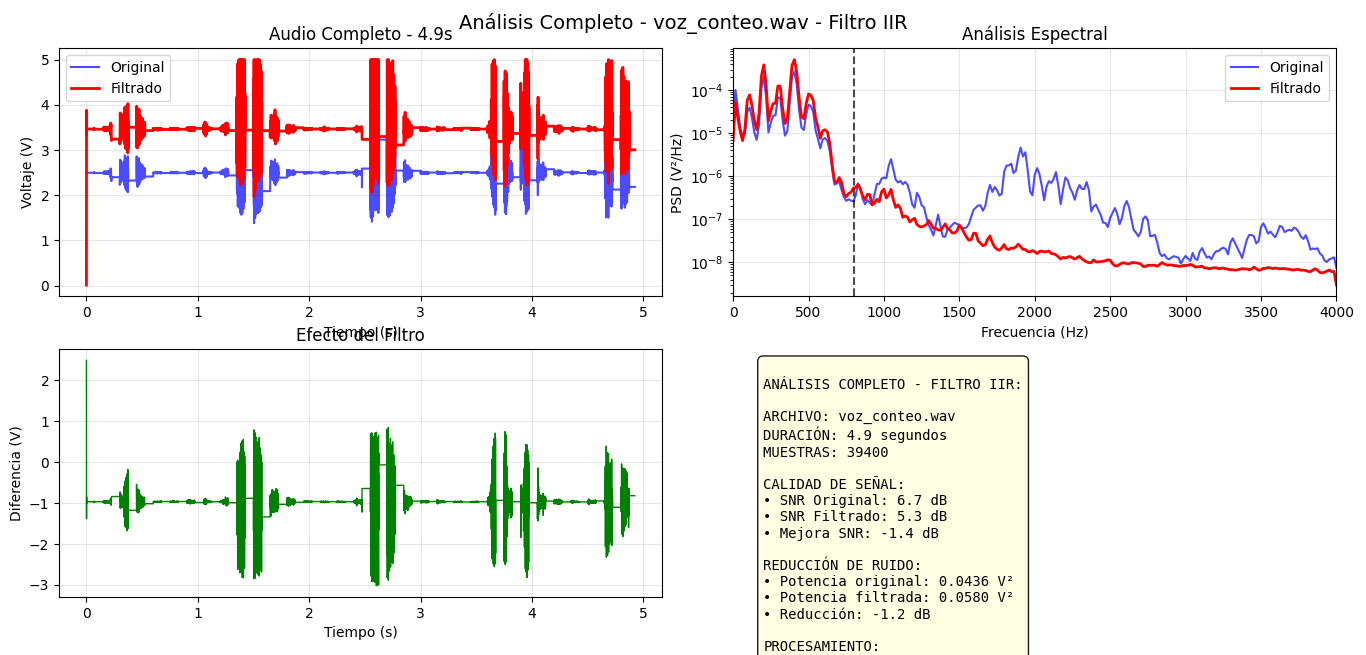 Análisis Completo - voz_conteo.wav - Filtro IIR
Audio Completo - 4.9s
Original
Filtrado
Voltaje (V)
5
4
3
2
1
0
0 1 2 3 4 5
Tiempo (s)
Análisis Espectral
Original
Filtrado
PSD (V²/Hz)
10⁻⁴
10⁻⁵
10⁻⁶
10⁻⁷
10⁻⁸
0 500 1000 1500 2000 2500 3000 3500 4000
Frecuencia (Hz)
Efecto del Filtro
Diferencia (V)
2
1
0
−1
−2
−3
0 1 2 3 4 5
Tiempo (s)
ANÁLISIS COMPLETO - FILTRO IIR:
ARCHIVO: voz_conteo.wav
DURACIÓN: 4.9 segundos
MUESTRAS: 39400
CALIDAD DE SEÑAL:
• SNR Original: 6.7 dB
• SNR Filtrado: 5.3 dB
• Mejora SNR: -1.4 dB
REDUCCIÓN DE RUIDO:
• Potencia original: 0.0436 V²
• Potencia filtrada: 0.0580 V²
• Reducción: -1.2 dB
PROCESAMIENTO: